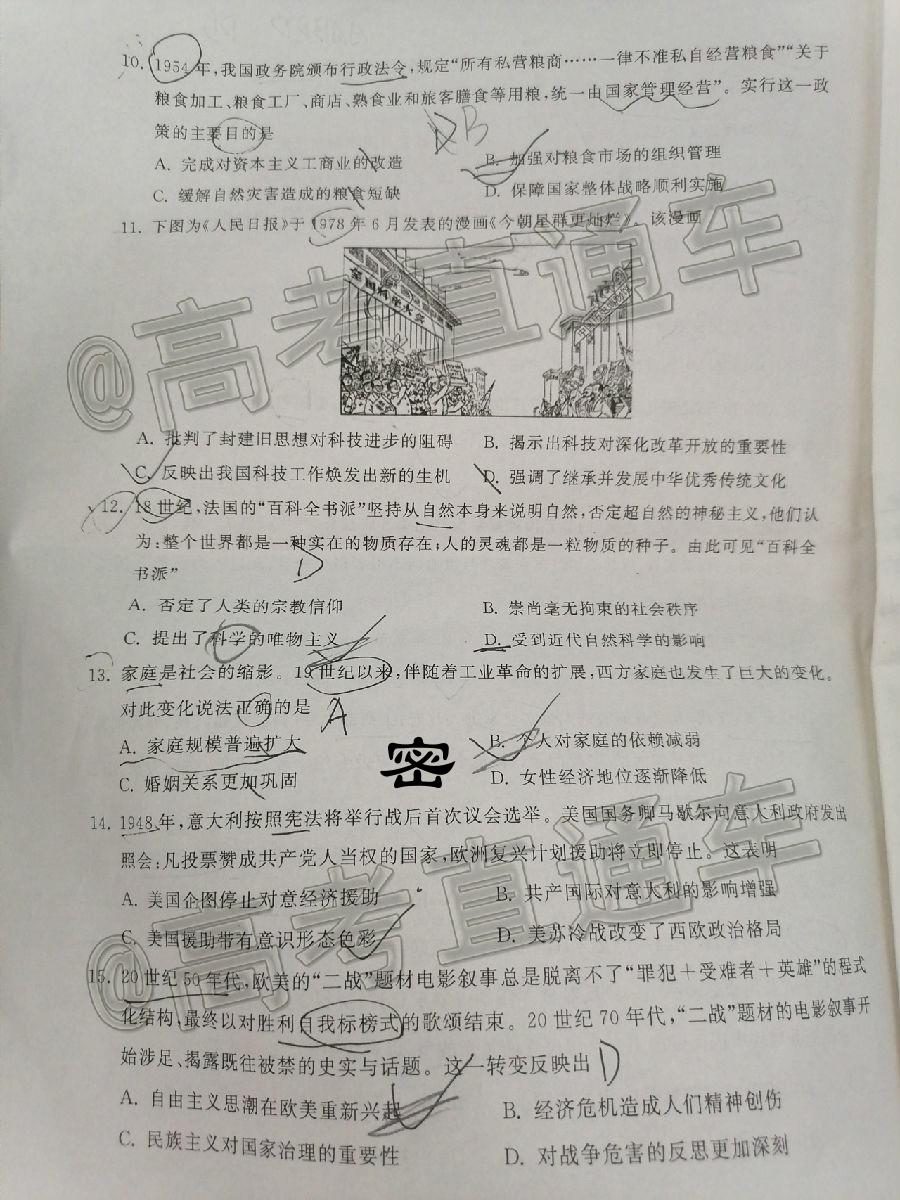 10. 1954年，我国政务院颁布行政法令，规定“所有私营粮商……一律不准私自经营粮食”“关于
粮食加工、粮食工厂、商店、熟食业和旅客膳食等用粮，统一由国家管理经营”。实行这一政
策的主要目的是
B
A. 完成对资本主义工商业的改造 B. 加强对粮食市场的组织管理
C. 缓解自然灾害造成的粮食短缺 D. 保障国家整体战略顺利实施
11. 下图为《人民日报》于1978年6月发表的漫画《今朝星群更灿烂》。该漫画
全国科学大会
A. 批判了封建旧思想对科技进步的阻碍 B. 揭示出科技对深化改革开放的重要性
C. 反映出我国科技工作焕发出新的生机 D. 强调了继承并发展中华优秀传统文化
12. 18世纪，法国的“百科全书派”坚持从自然本身来说明自然，否定超自然的神秘主义，他们认
为：整个世界都是一种实在的物质存在；人的灵魂都是一粒物质的种子。由此可见“百科全
书派”
D
A. 否定了人类的宗教信仰 B. 崇尚毫无拘束的社会秩序
C. 提出了科学的唯物主义 D. 受到近代自然科学的影响
13. 家庭是社会的缩影。19世纪以来，伴随着工业革命的扩展，西方家庭也发生了巨大的变化。
对此变化说法正确的是
A
A. 家庭规模普遍扩大 B. 个人对家庭的依赖减弱
密
C. 婚姻关系更加巩固 D. 女性经济地位逐渐降低
14. 1948年，意大利按照宪法将举行战后首次议会选举。美国国务卿马歇尔向意大利政府发出
照会：凡投票赞成共产党人当权的国家，欧洲复兴计划援助将立即停止。这表明
A. 美国企图停止对意经济援助 B. 共产国际对意大利的影响增强
C. 美国援助带有意识形态色彩 D. 美苏冷战改变了西欧政治格局
15. 20世纪50年代，欧美的“二战”题材电影叙事总是脱离不了“罪犯＋受难者＋英雄”的程式
化结构、最终以对胜利自我标榜式的歌颂结束。20世纪70年代，“二战”题材的电影叙事开
始涉足、揭露既往被禁的史实与话题。这一转变反映出
D
A. 自由主义思潮在欧美重新兴起 B. 经济危机造成人们精神创伤
C. 民族主义对国家治理的重要性 D. 对战争危害的反思更加深刻
@高考直通车
@高考直通车